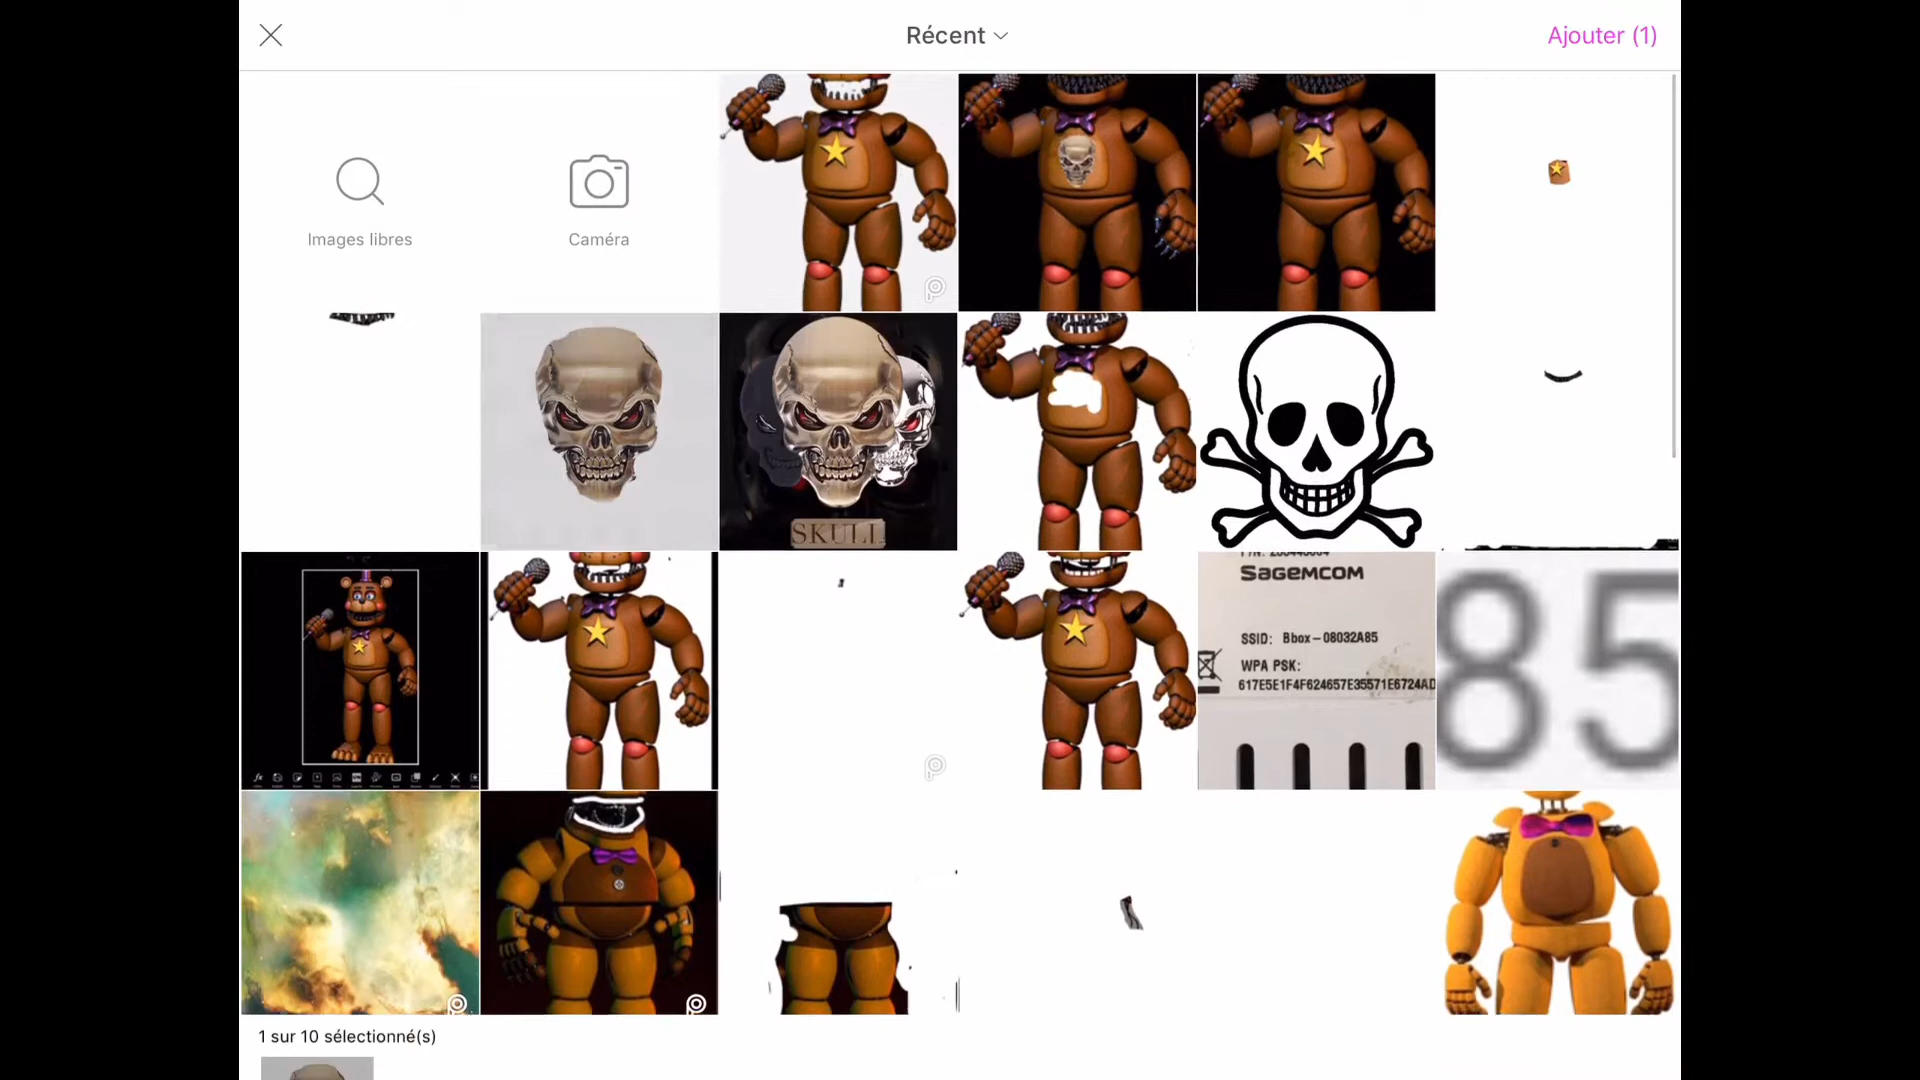 Récent
Ajouter (1)
Images libres
Caméra
SKULL
Sagemcom
SSID: Bbox-08032A85
WPA PSK:
617E5E1F4F624657E35571E6724AD
85
1 sur 10 sélectionné(s)